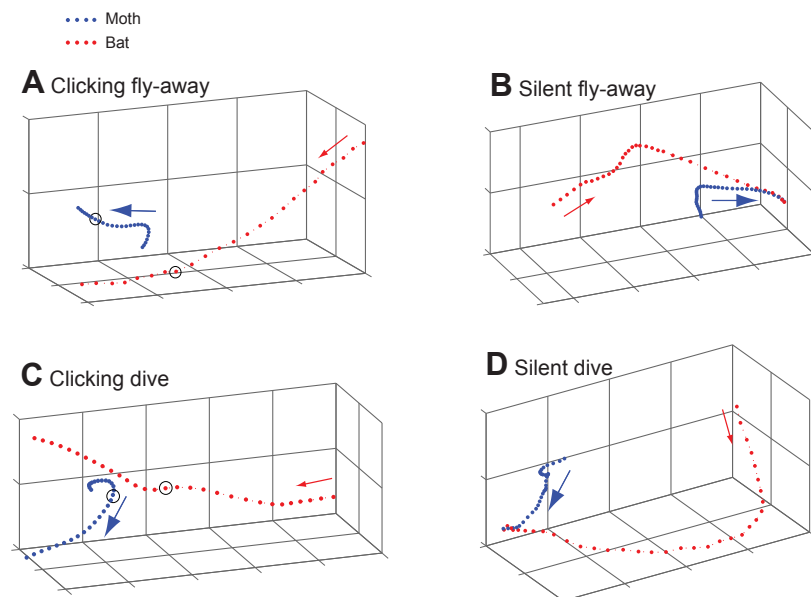 Moth
Bat
A Clicking fly-away
B Silent fly-away
C Clicking dive
D Silent dive